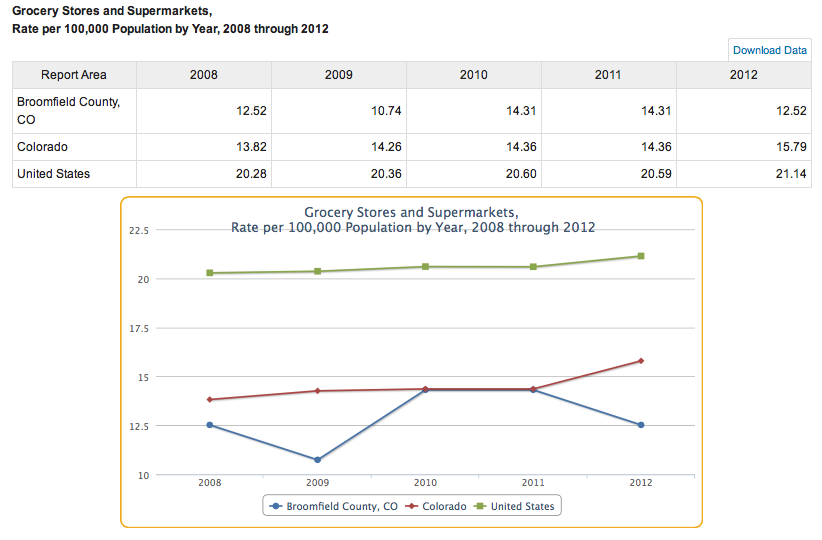 Grocery Stores and Supermarkets,
Rate per 100,000 Population by Year, 2008 through 2012
Download Data
Report Area 2008 2009 2010 2011 2012
Broomfield County,
CO 12.52 10.74 14.31 14.31 12.52
Colorado 13.82 14.26 14.36 14.36 15.79
United States 20.28 20.36 20.60 20.59 21.14
Grocery Stores and Supermarkets,
Rate per 100,000 Population by Year, 2008 through 2012
22.5
20
17.5
15
12.5
10
2008 2009 2010 2011 2012
Broomfield County, CO Colorado United States